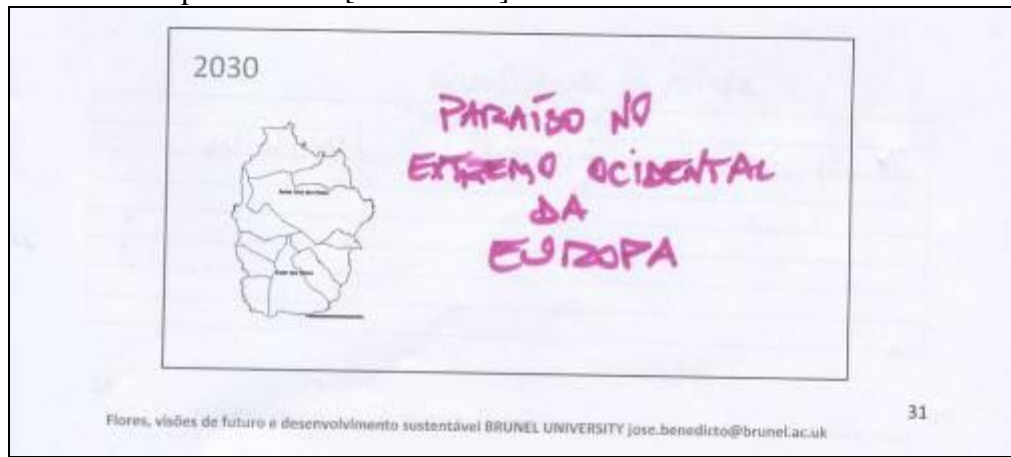 2030
PARAÍSO NO
EXTREMO OCIDENTAL
DA
EUROPA
31
Flores, visões de futuro e desenvolvimento sustentável BRUNEL UNIVERSITY jose.benedicto@brunel.ac.uk